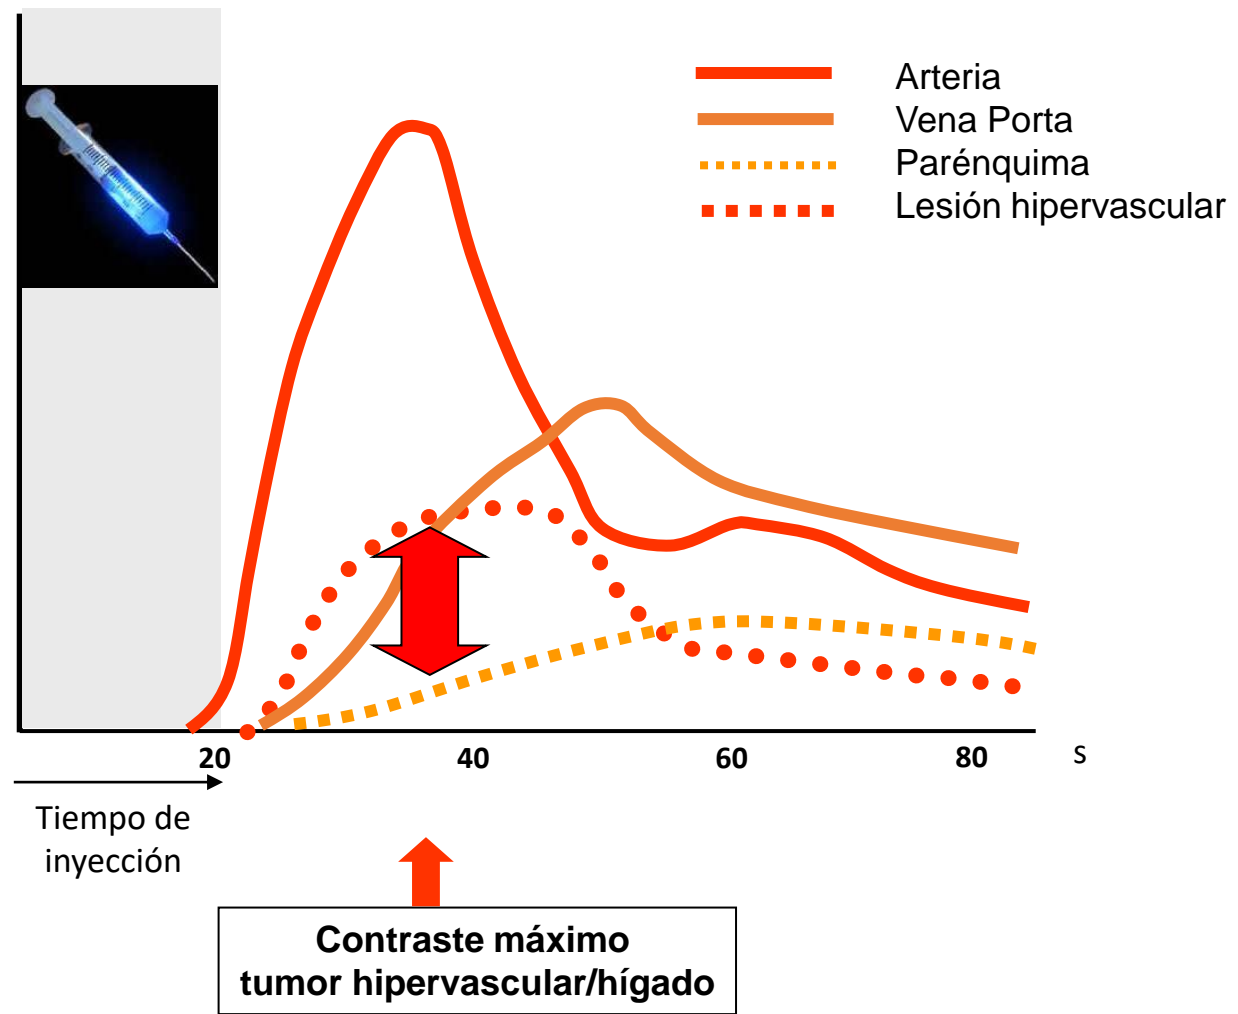 Arteria
Vena Porta
Parénquima
Lesión hipervascular
20 40 60 80 s
Tiempo de
inyección
Contraste máximo
tumor hipervascular/hígado